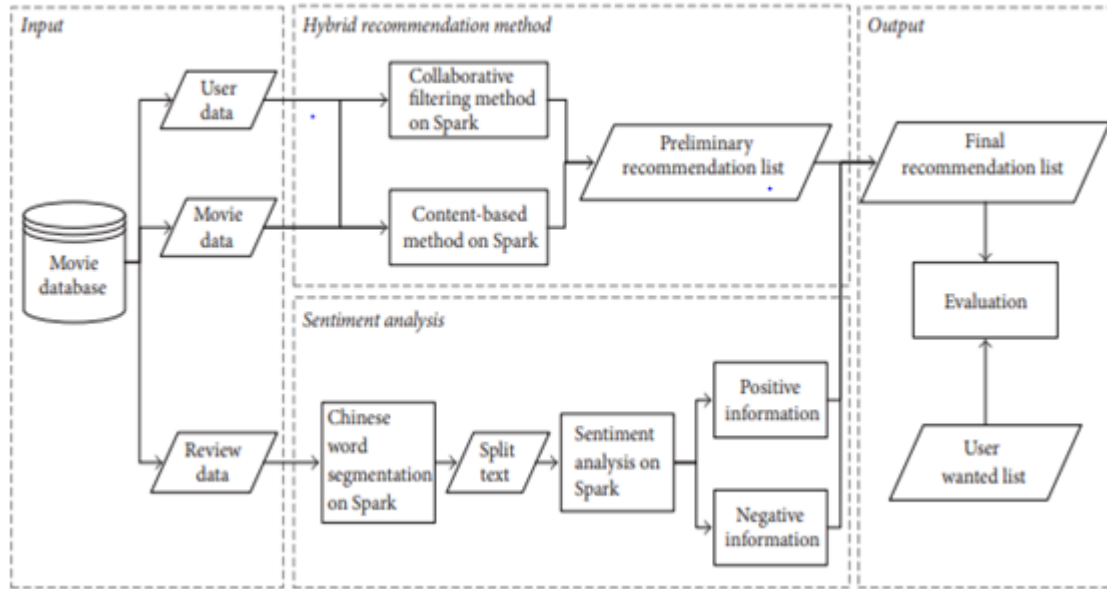 Input
Hybrid recommendation method
Output
User
data
Collaborative
filtering method
on Spark
Preliminary
recommendation list
Final
recommendation list
Movie
data
Content-based
method on Spark
Movie
database
Evaluation
Sentiment analysis
Positive
information
Chinese
word
segmentation
on Spark
Review
data
Split
text
Sentiment
analysis on
Spark
User
wanted list
Negative
information